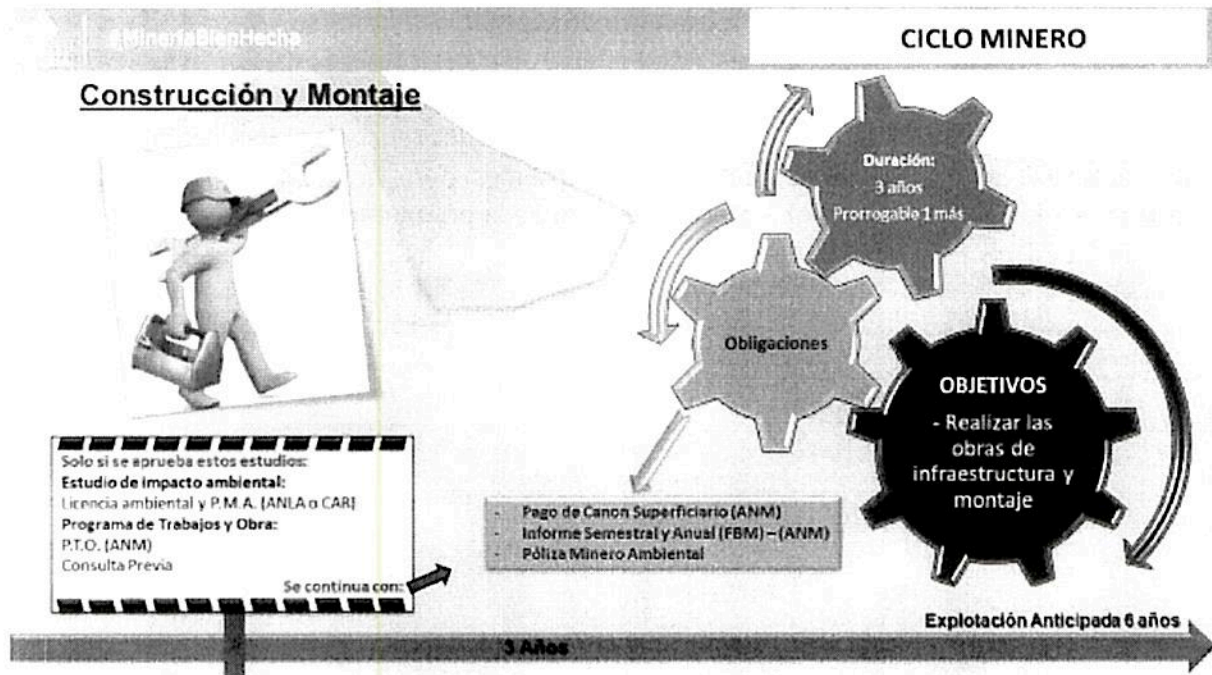 #MineríaBienHecha
CICLO MINERO
Construcción y Montaje
Duración:
3 años
Prorrogable 1 más
Obligaciones
OBJETIVOS
- Realizar las
obras de
infraestructura y
montaje
Solo si se aprueba estos estudios:
Estudio de impacto ambiental:
Licencia ambiental y P.M.A. (ANLA o CAR)
Programa de Trabajos y Obra:
P.T.O. (ANM)
Consulta Previa
Se continua con:
- Pago de Canon Superficiario (ANM)
- Informe Semestral y Anual (FBM) – (ANM)
- Póliza Minero Ambiental
Explotación Anticipada 6 años
3 Años